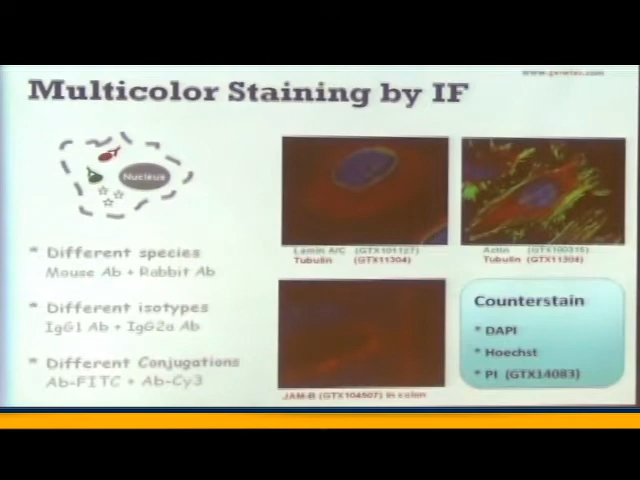 www.genetex.com
Multicolor Staining by IF
Nucleus
* Different species
Mouse Ab + Rabbit Ab
* Different isotypes
IgG1 Ab + IgG2a Ab
* Different Conjugations
Ab-FITC + Ab-Cy3
Lamin A/C (GTX101127)
Tubulin (GTX11304)
Actin
Tubulin (GTX11304)
JAM-B (GTX104507) in colon
Counterstain
* DAPI
* Hoechst
* PI (GTX14083)